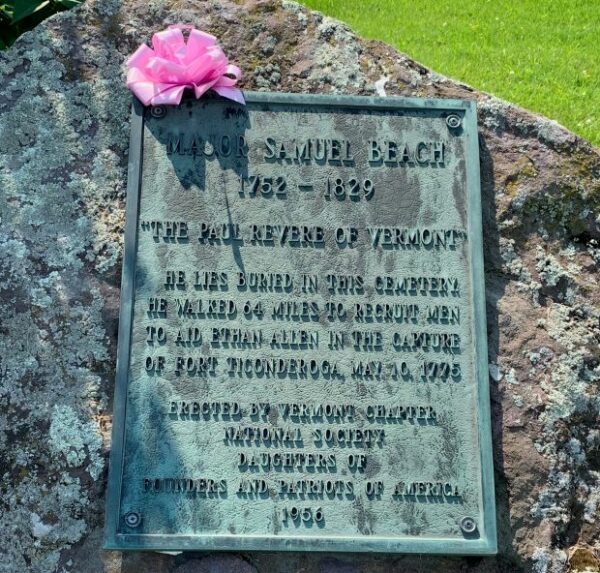 MAJOR SAMUEL BEACH
1752 - 1829
"THE PAUL REVERE OF VERMONT"
HE LIES BURIED IN THIS CEMETERY.
HE WALKED 64 MILES TO RECRUIT MEN
TO AID ETHAN ALLEN IN THE CAPTURE
OF FORT TICONDEROGA, MAY 10, 1775
ERECTED BY VERMONT CHAPTER
NATIONAL SOCIETY
DAUGHTERS OF
FOUNDERS AND PATRIOTS OF AMERICA
1956